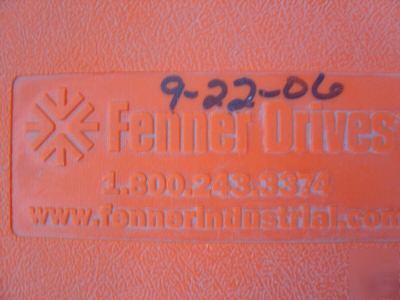 9-22-06
Fenner Drives
1.800.243.3374
www.fennerindustrial.com